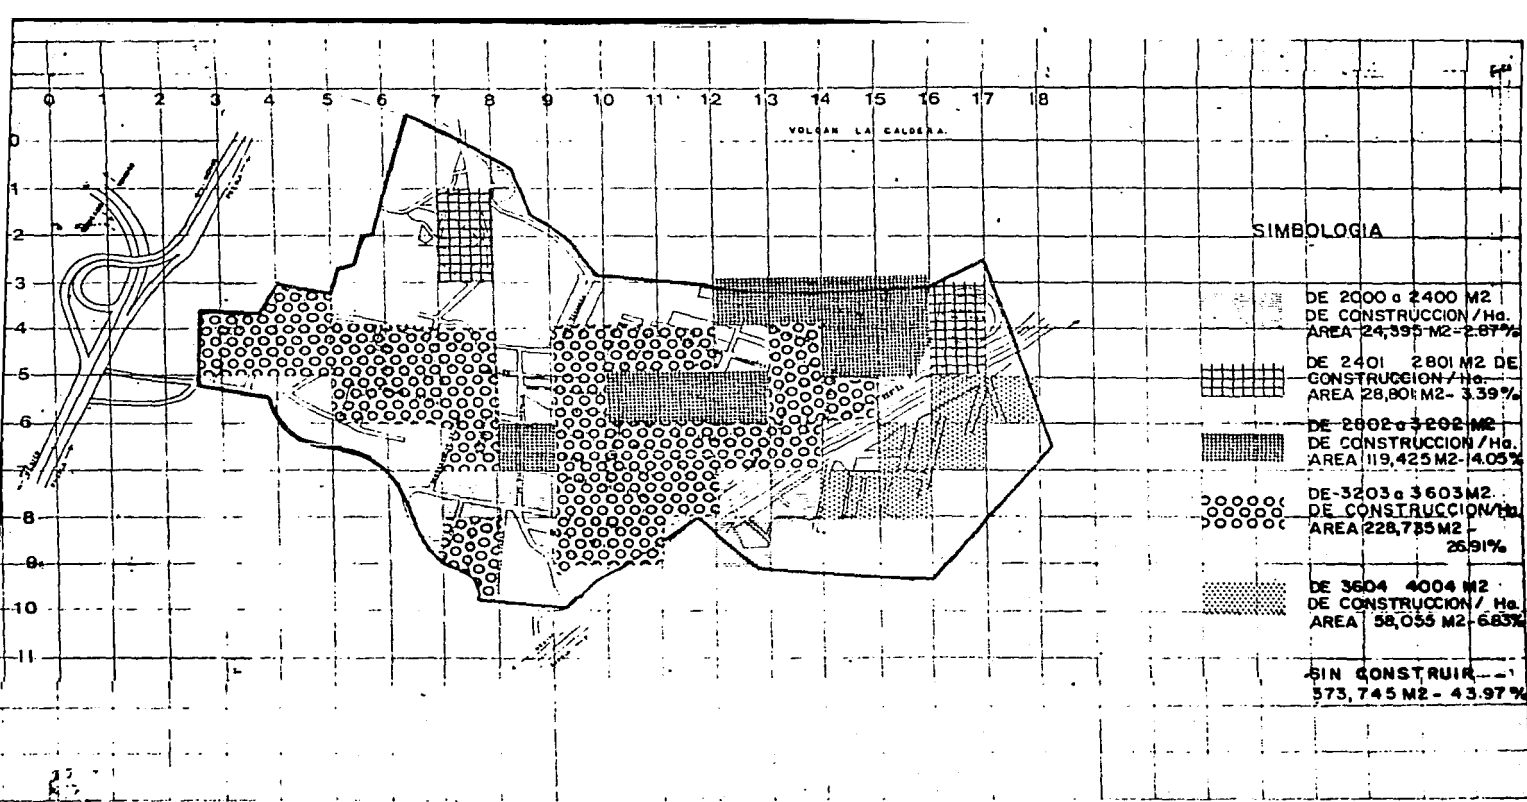 0 1 2 3 4 5 6 7 8 9 10 11 12 13 14 15 16 17 18
VOLCAN LA CALDERA.
0
1
2
3
4
5
6
7
8
9
10
11
SIMBOLOGIA
DE 2000 a 2400 M2
DE CONSTRUCCION/Ha.
AREA 24,395 M2-2.87%
DE 2401 2801 M2 DE
CONSTRUCCION/Ha.
AREA 28,801 M2- 3.39%
DE 2802 a 3202 M2
DE CONSTRUCCION/Ha.
AREA 119,425 M2-14.05%
DE-3203 a 3603 M2.
DE CONSTRUCCION/Ha
AREA 228,735 M2 -
26.91%
DE 3604 4004 M2
DE CONSTRUCCION/ Ha.
AREA 58,055 M2-6.83%
SIN CONSTRUIR
373,745 M2 - 43.97%